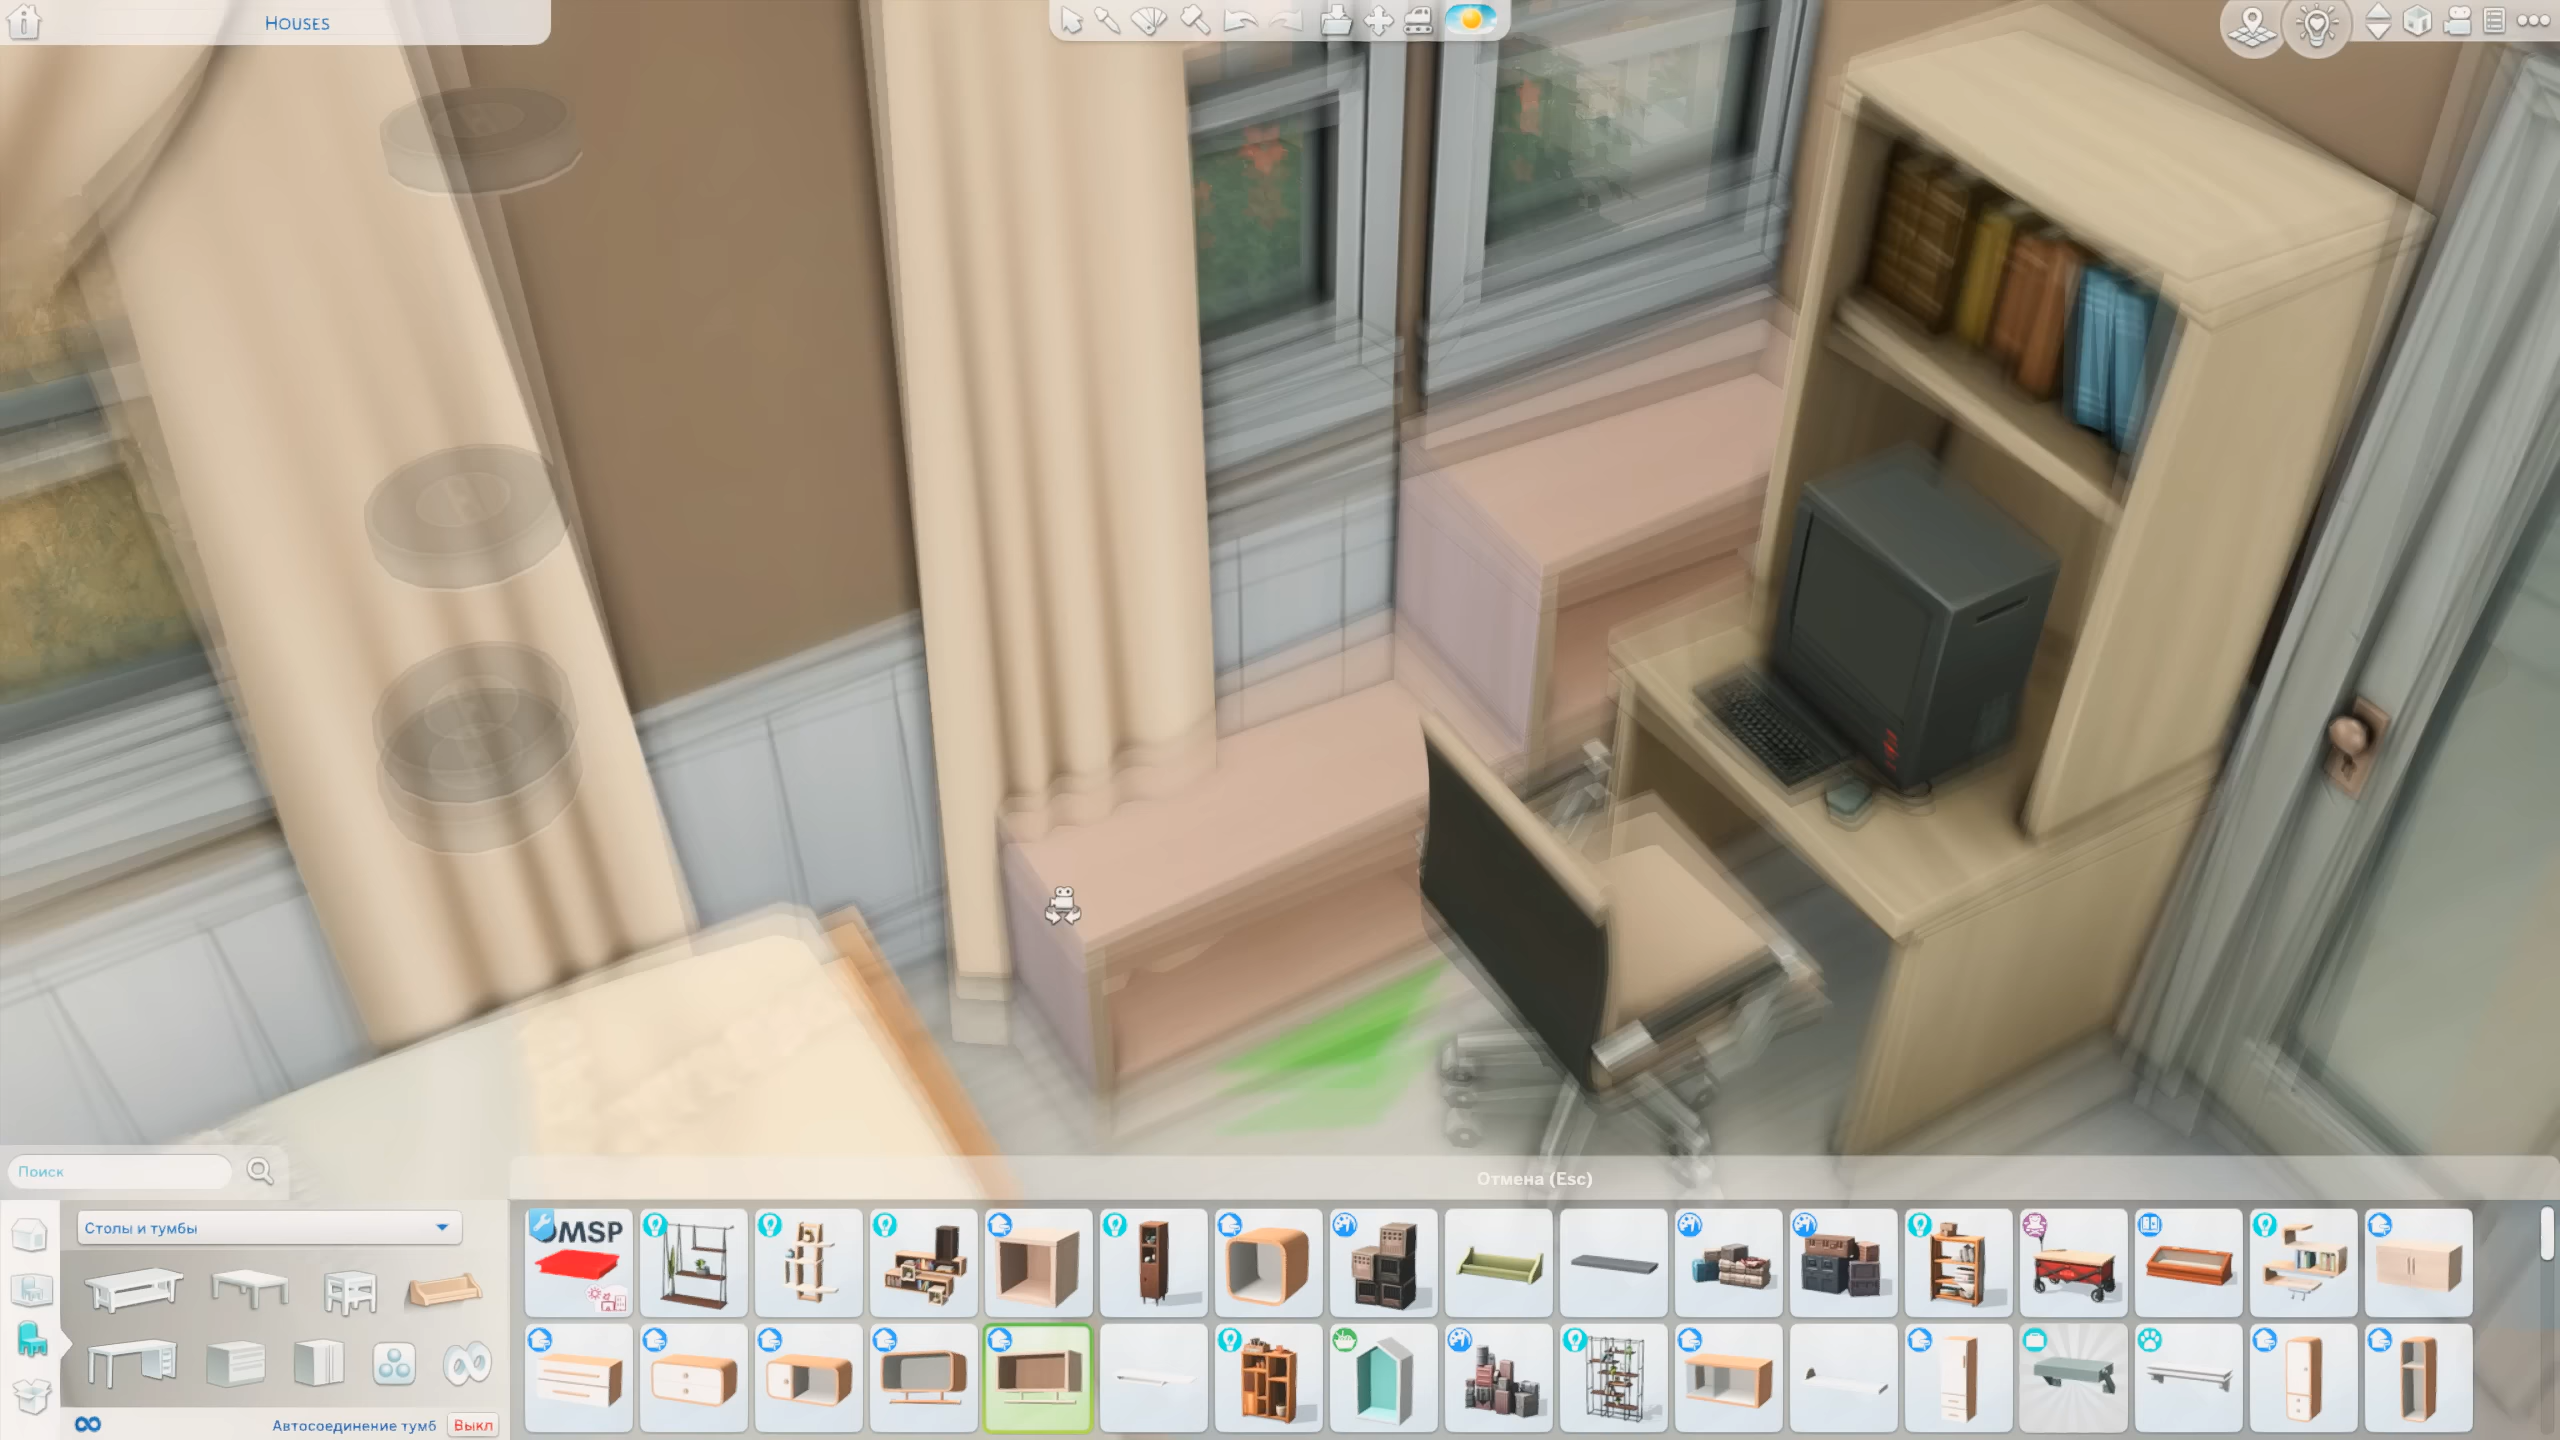 Houses
Поиск
Отмена (Esc)
Столы и тумбы
MSP
Автосоединение тумб
Выкл